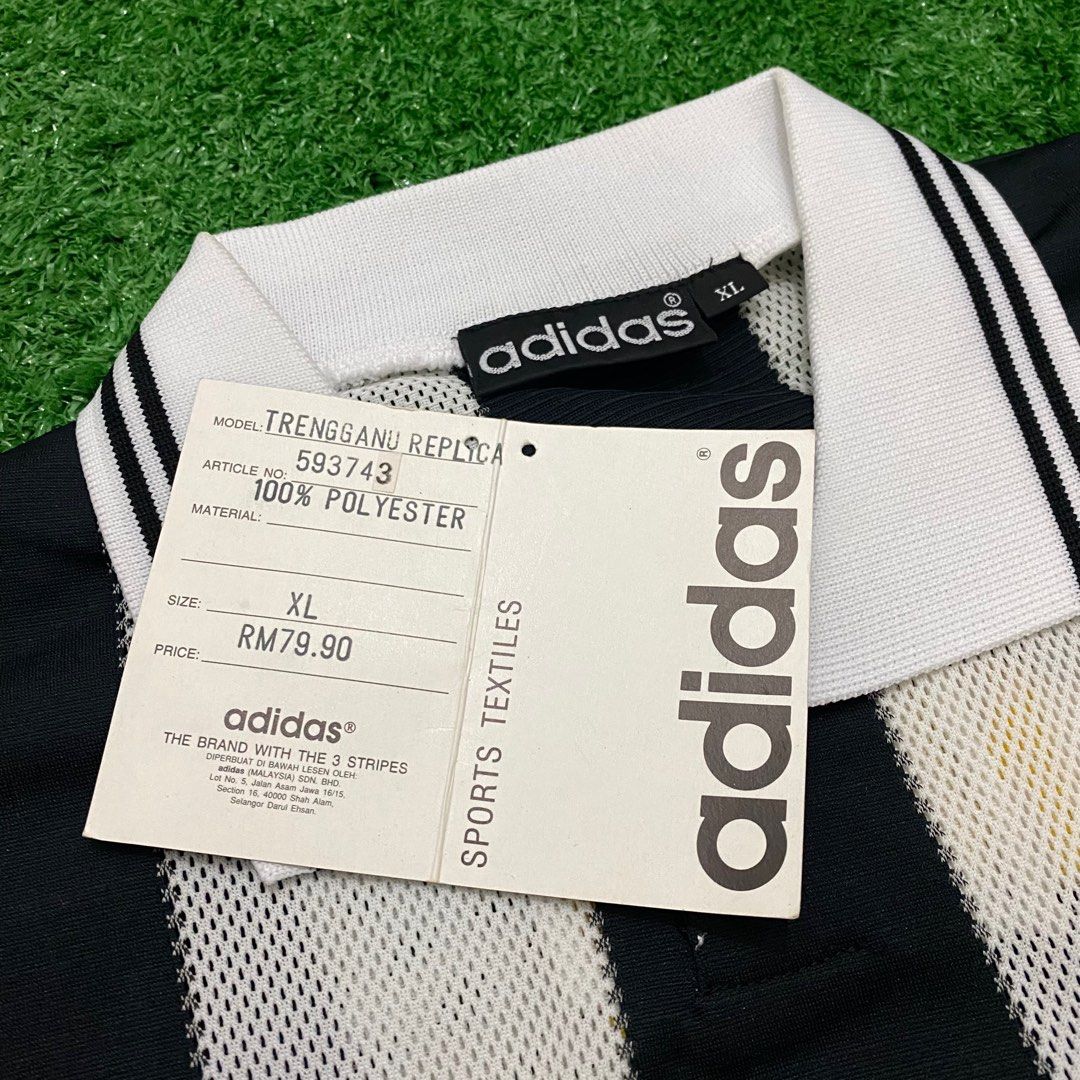 adidas®
XL
MODEL: TRENGGANU REPLICA
ARTICLE NO: 593743
100% POLYESTER
MATERIAL:
SIZE: XL
PRICE: RM79.90
adidas®
THE BRAND WITH THE 3 STRIPES
DIPERBUAT DI BAWAH LESEN OLEH:
adidas (MALAYSIA) SDN. BHD.
Lot No. 5, Jalan Asam Jawa 16/15,
Section 16, 40000 Shah Alam,
Selangor Darul Ehsan.
SPORTS TEXTILES
adidas®